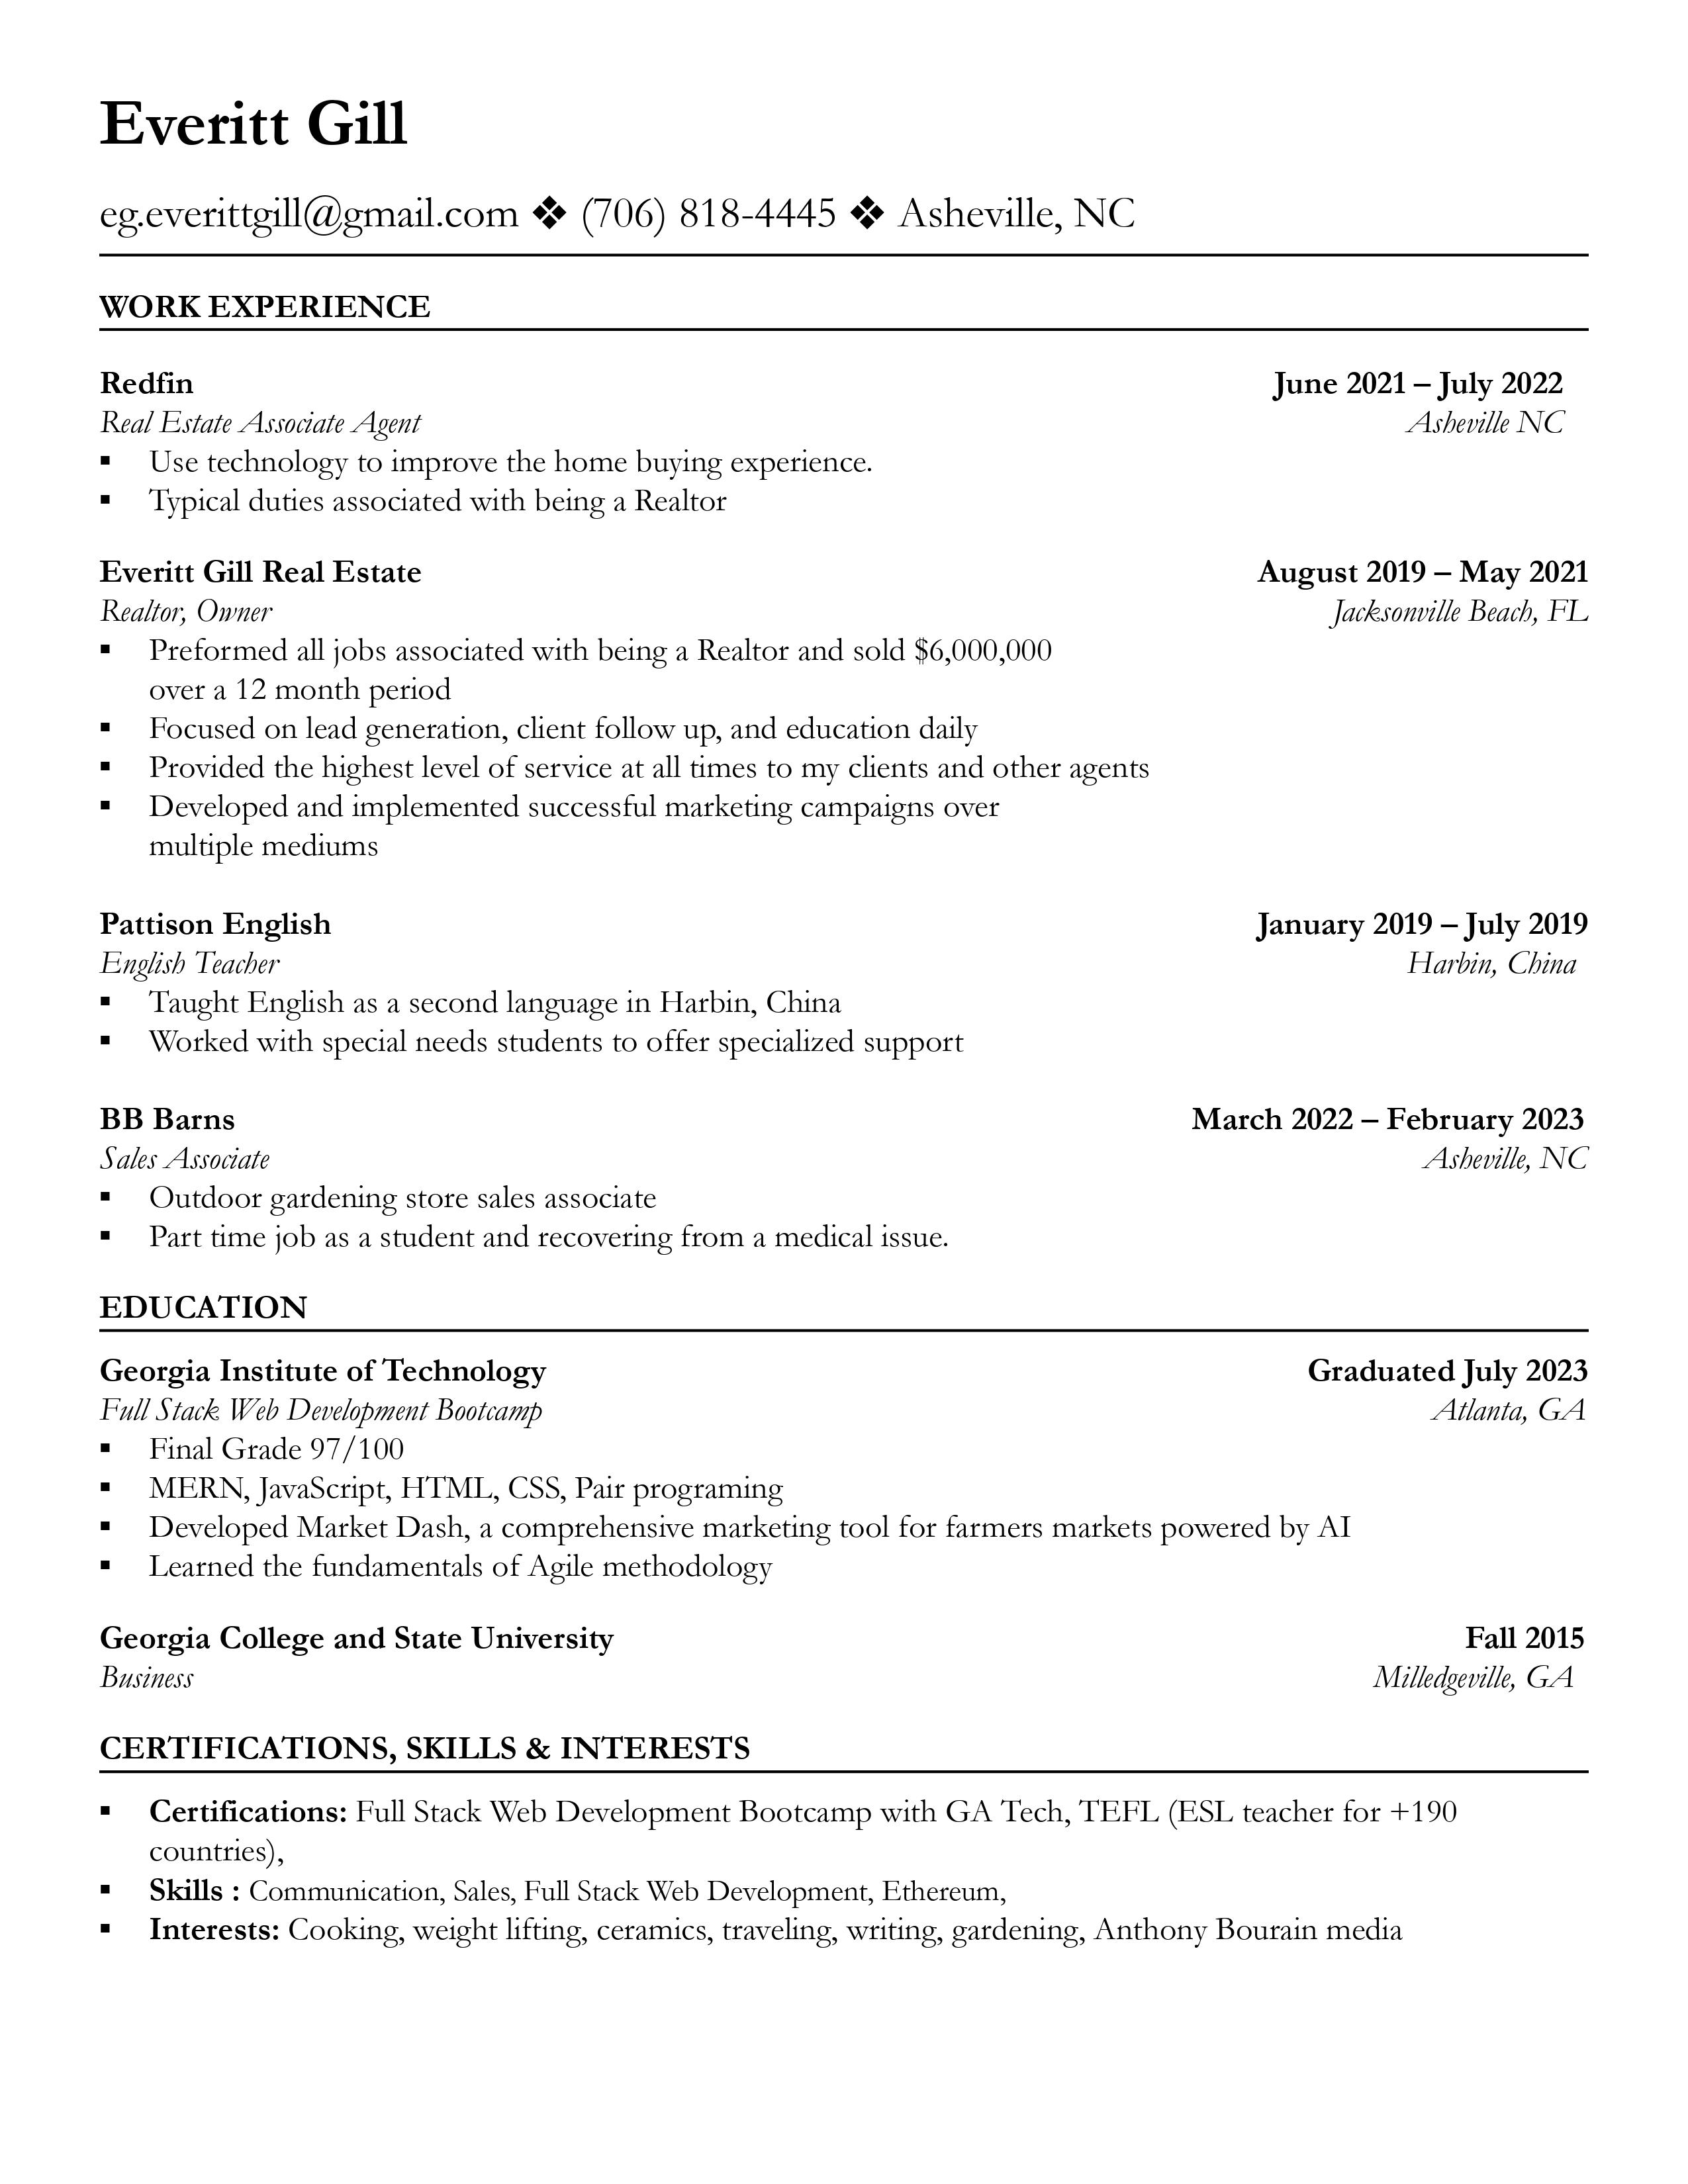 Everitt Gill
eg.everittgill@gmail.com ❖ (706) 818-4445 ❖ Asheville, NC
WORK EXPERIENCE
Redfin June 2021 – July 2022
Real Estate Associate Agent Asheville NC
▪ Use technology to improve the home buying experience.
▪ Typical duties associated with being a Realtor
Everitt Gill Real Estate August 2019 – May 2021
Realtor, Owner Jacksonville Beach, FL
▪ Preformed all jobs associated with being a Realtor and sold $6,000,000
over a 12 month period
▪ Focused on lead generation, client follow up, and education daily
▪ Provided the highest level of service at all times to my clients and other agents
▪ Developed and implemented successful marketing campaigns over
multiple mediums
Pattison English January 2019 – July 2019
English Teacher Harbin, China
▪ Taught English as a second language in Harbin, China
▪ Worked with special needs students to offer specialized support
BB Barns March 2022 – February 2023
Sales Associate Asheville, NC
▪ Outdoor gardening store sales associate
▪ Part time job as a student and recovering from a medical issue.
EDUCATION
Georgia Institute of Technology Graduated July 2023
Full Stack Web Development Bootcamp Atlanta, GA
▪ Final Grade 97/100
▪ MERN, JavaScript, HTML, CSS, Pair programing
▪ Developed Market Dash, a comprehensive marketing tool for farmers markets powered by AI
▪ Learned the fundamentals of Agile methodology
Georgia College and State University Fall 2015
Business Milledgeville, GA
CERTIFICATIONS, SKILLS & INTERESTS
▪ Certifications: Full Stack Web Development Bootcamp with GA Tech, TEFL (ESL teacher for +190
countries),
▪ Skills : Communication, Sales, Full Stack Web Development, Ethereum,
▪ Interests: Cooking, weight lifting, ceramics, traveling, writing, gardening, Anthony Bourain media